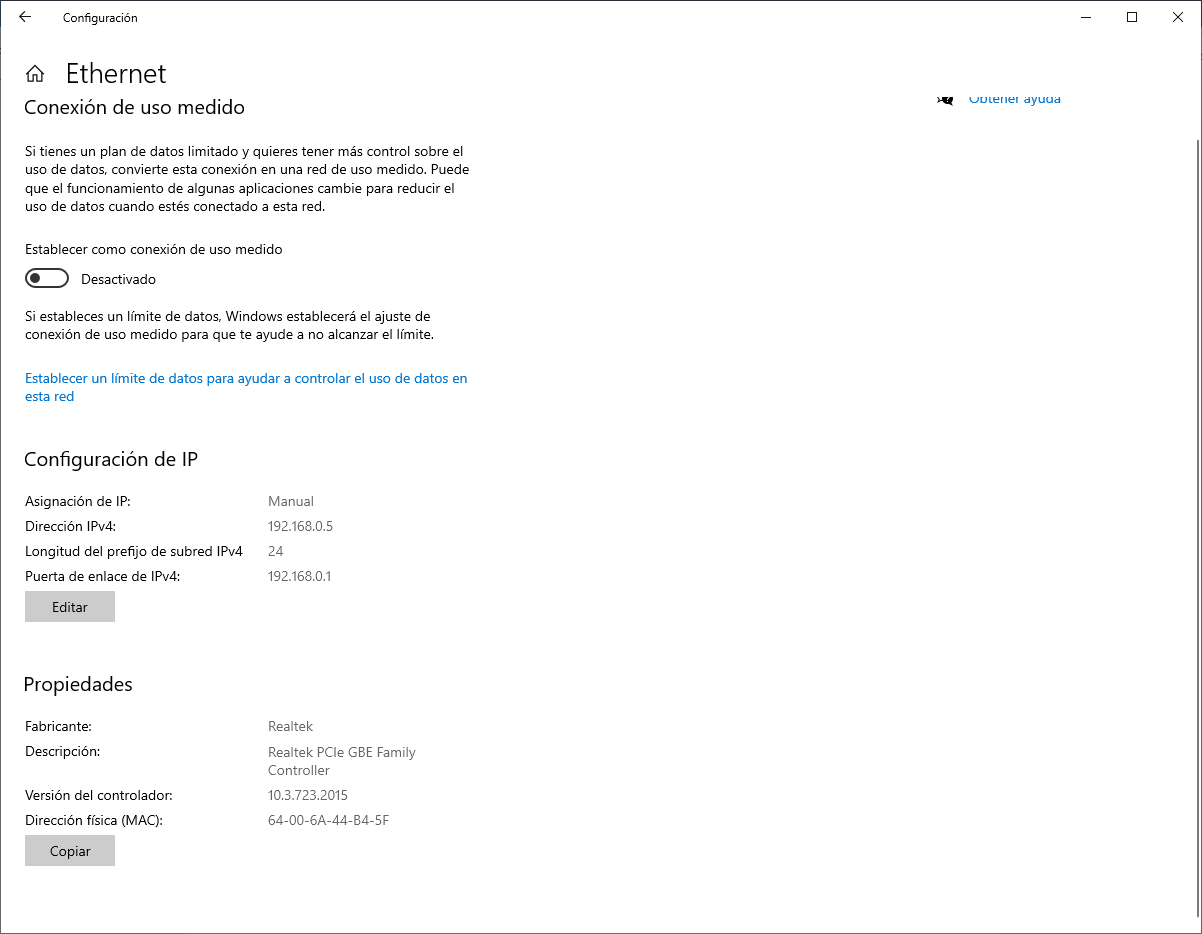 Configuración
Ethernet
Conexión de uso medido
Obtener ayuda
Si tienes un plan de datos limitado y quieres tener más control sobre el
uso de datos, convierte esta conexión en una red de uso medido. Puede
que el funcionamiento de algunas aplicaciones cambie para reducir el
uso de datos cuando estés conectado a esta red.
Establecer como conexión de uso medido
Desactivado
Si estableces un límite de datos, Windows establecerá el ajuste de
conexión de uso medido para que te ayude a no alcanzar el límite.
Establecer un límite de datos para ayudar a controlar el uso de datos en
esta red
Configuración de IP
Asignación de IP: Manual
Dirección IPv4: 192.168.0.5
Longitud del prefijo de subred IPv4 24
Puerta de enlace de IPv4: 192.168.0.1
Editar
Propiedades
Fabricante: Realtek
Descripción: Realtek PCIe GBE Family
Controller
Versión del controlador: 10.3.723.2015
Dirección física (MAC): 64-00-6A-44-B4-5F
Copiar